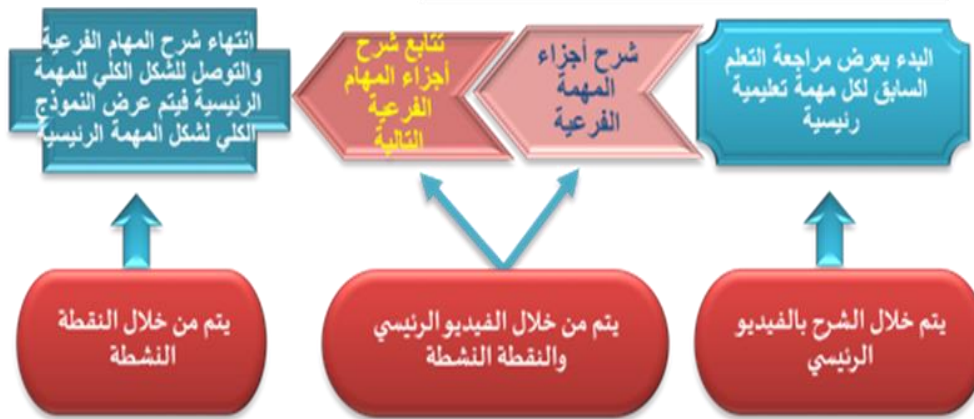 البدء بعرض مراجعة التعلم
السابق لكل مهمة تعليمية
رئيسية
شرح أجزاء
المهمة
الفرعية
تتابع شرح
أجزاء المهام
الفرعية
التالية
انتهاء شرح المهام الفرعية
والتوصل للشكل الكلي للمهمة
الرئيسية فيتم عرض النموذج
الكلي لشكل المهمة الرئيسية
يتم خلال الشرح بالفيديو
الرئيسي
يتم من خلال الفيديو الرئيسي
والنقطة النشطة
يتم من خلال النقطة
النشطة